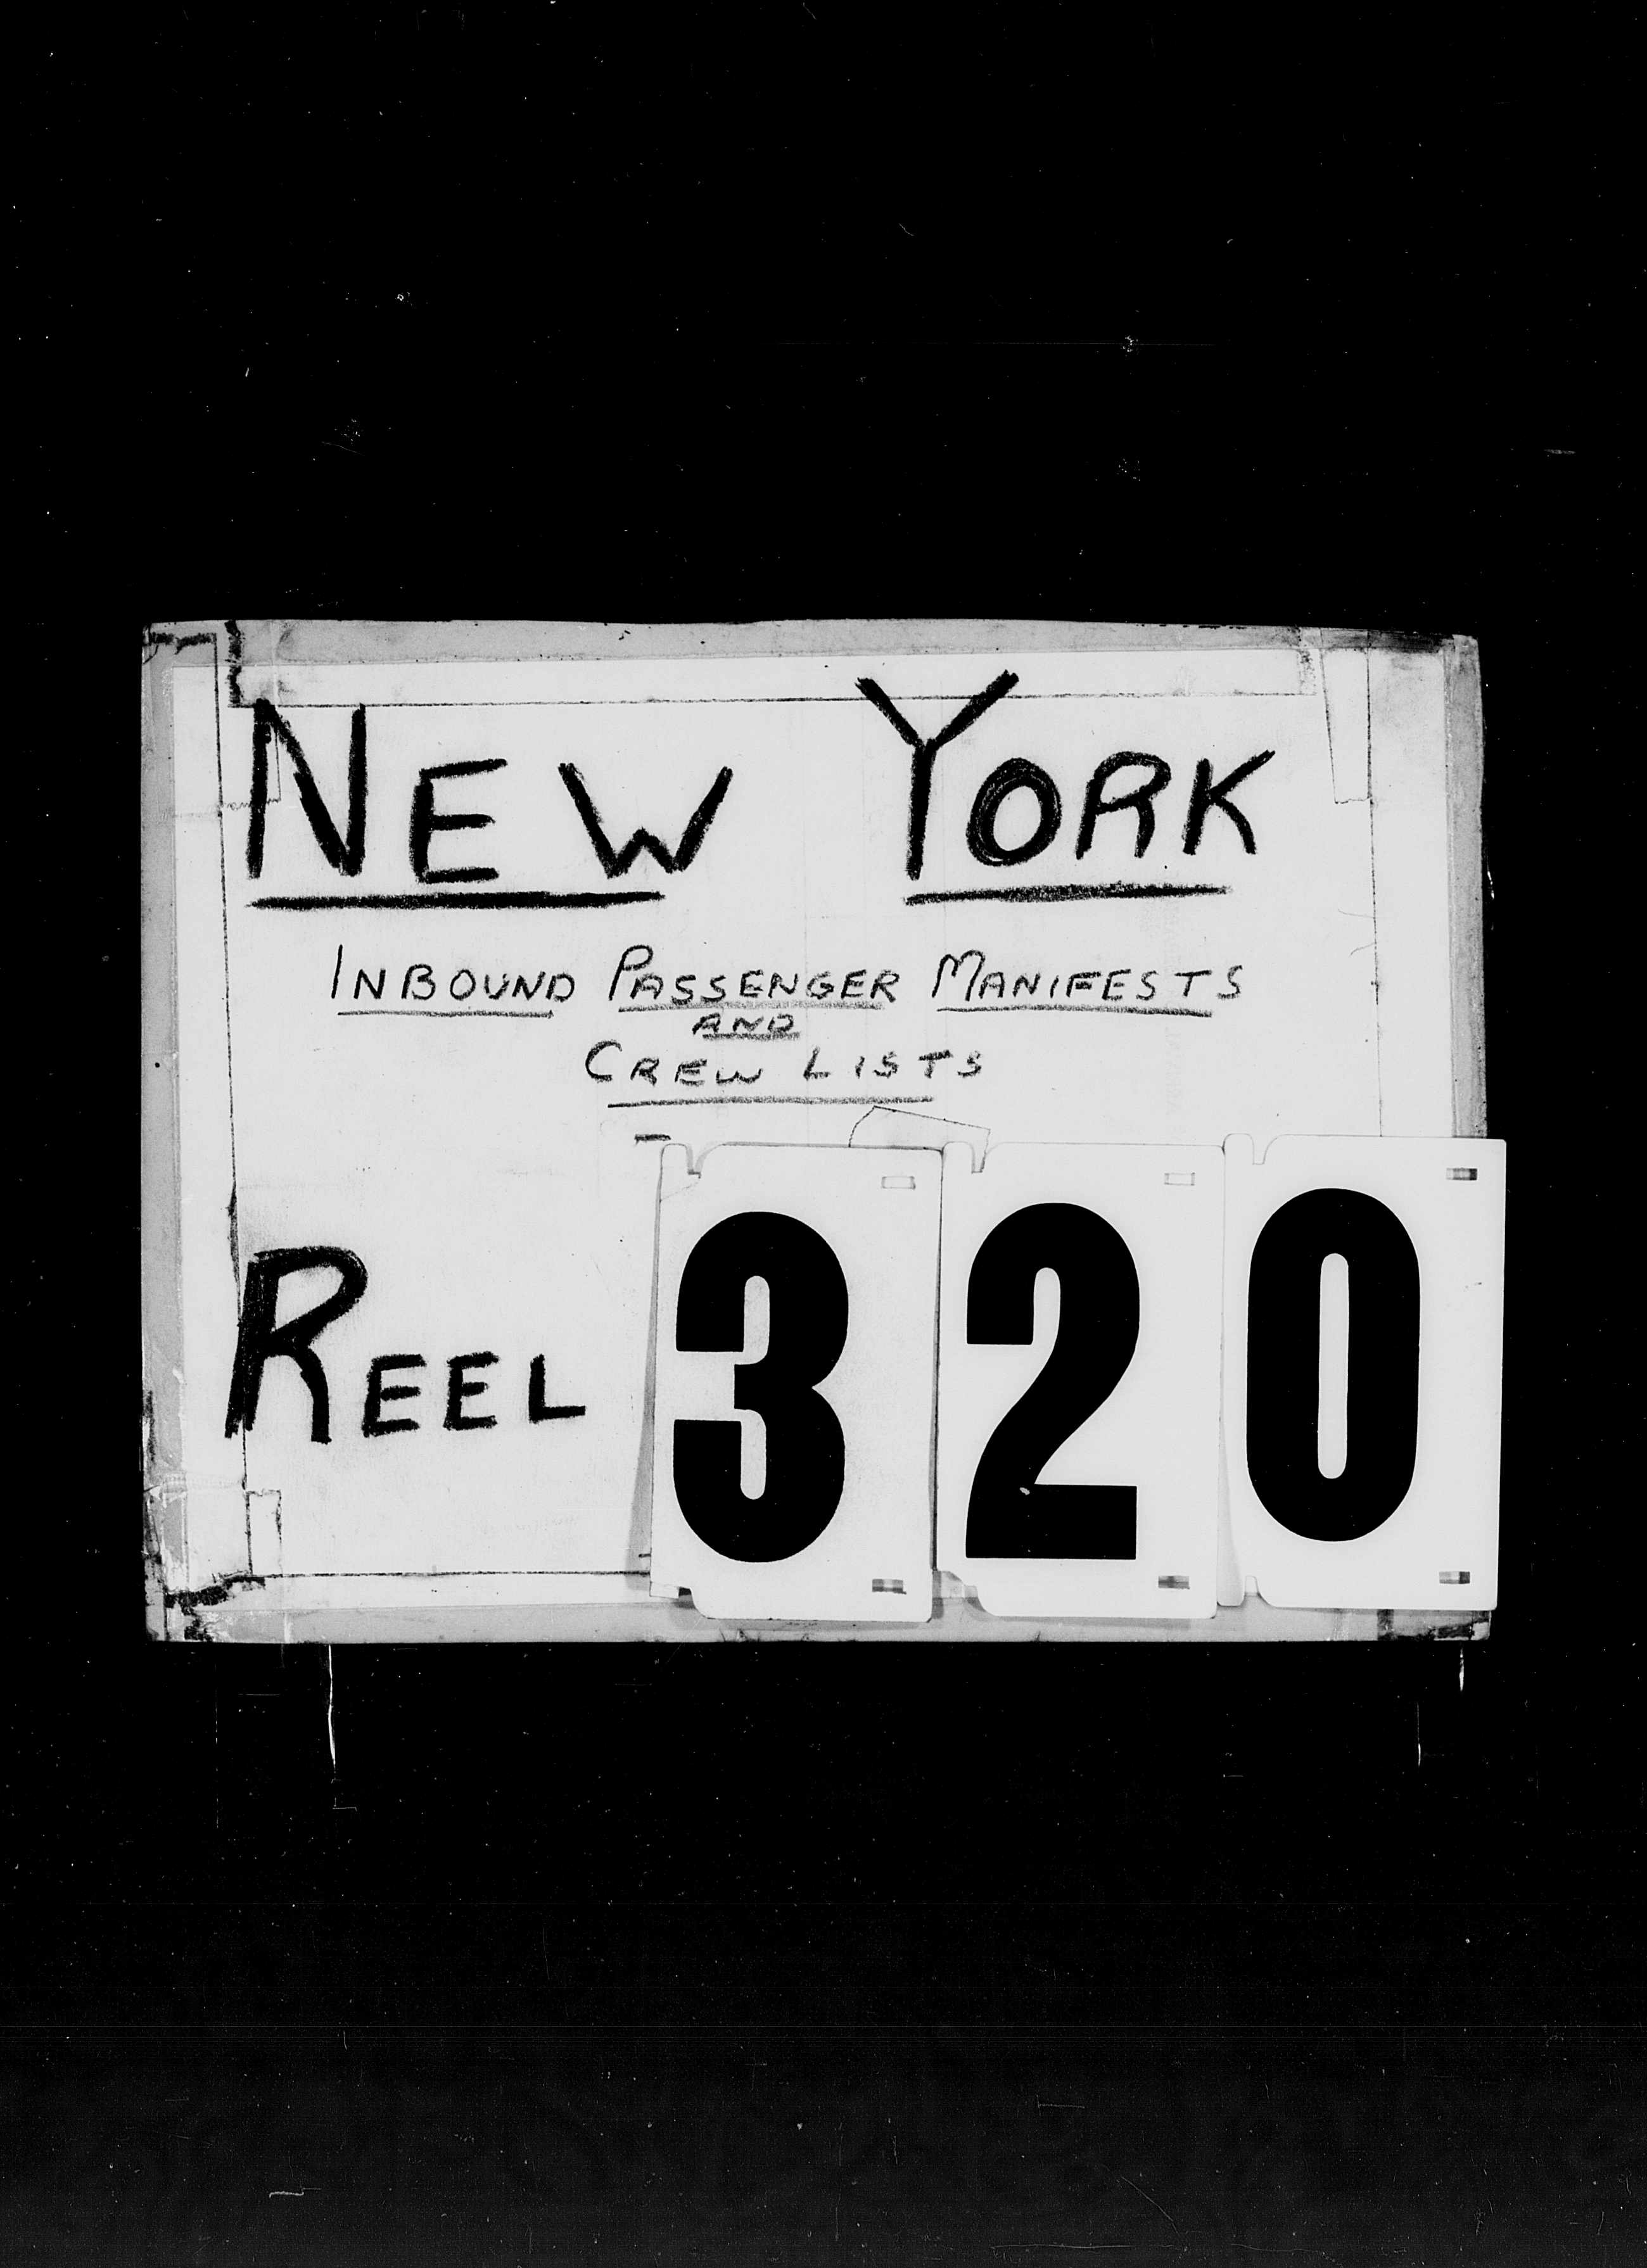 NEW YORK
INBOUND PASSENGER MANIFESTS
AND
CREW LISTS
REEL 320